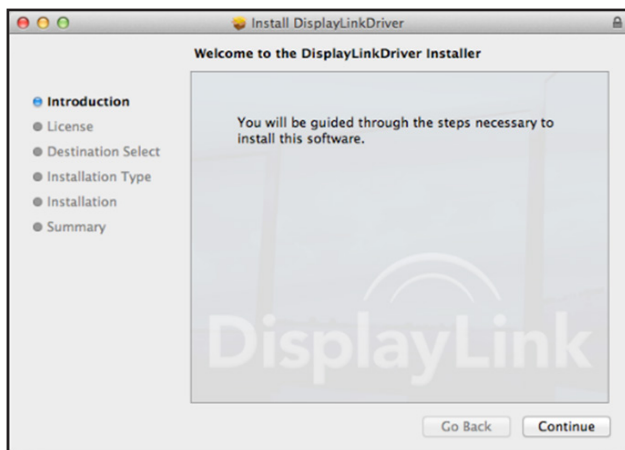 Install DisplayLinkDriver
Welcome to the DisplayLinkDriver Installer
Introduction
License
Destination Select
Installation Type
Installation
Summary
You will be guided through the steps necessary to
install this software.
DisplayLink
Go Back
Continue